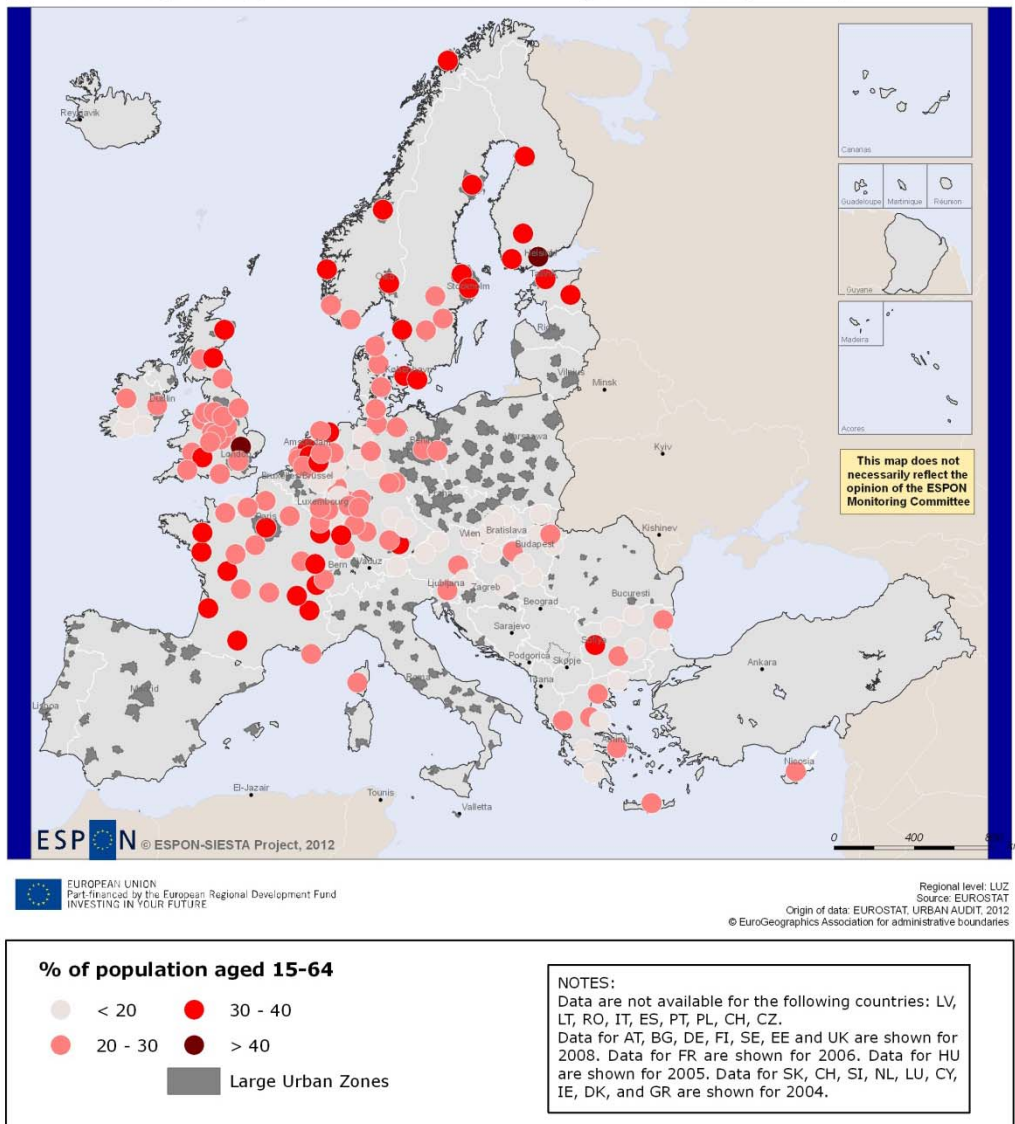 Reykjavik
Canarias
Guadeloupe
Martinique
Réunion
Guyane
Madeira
Acores
Oslo
Helsinki
Stockholm
Riga
Vilnius
Minsk
Dublin
London
Amsterdam
Berlin
Warszawa
Kyiv
Bruxelles/Brussel
Luxembourg
Paris
Wien
Bratislava
Budapest
Kishinev
Bern
Vaduz
Ljubljana
Zagreb
Beograd
Bucuresti
Sarajevo
Podgorica
Skopje
Roma
Madrid
Lisboa
Ankara
Nicosia
El-Jazair
Tounis
Valletta
This map does not
necessarily reflect the
opinion of the ESPON
Monitoring Committee
ESPON © ESPON-SIESTA Project, 2012
0 400
EUROPEAN UNION
Part-financed by the European Regional Development Fund
INVESTING IN YOUR FUTURE
Regional level: LUZ
Source: EUROSTAT
Origin of data: EUROSTAT, URBAN AUDIT, 2012
© EuroGeographics Association for administrative boundaries
% of population aged 15-64
< 20
30 - 40
20 - 30
> 40
Large Urban Zones
NOTES:
Data are not available for the following countries: LV,
LT, RO, IT, ES, PT, PL, CH, CZ.
Data for AT, BG, DE, FI, SE, EE and UK are shown for
2008. Data for FR are shown for 2006. Data for HU
are shown for 2005. Data for SK, CH, SI, NL, LU, CY,
IE, DK, and GR are shown for 2004.